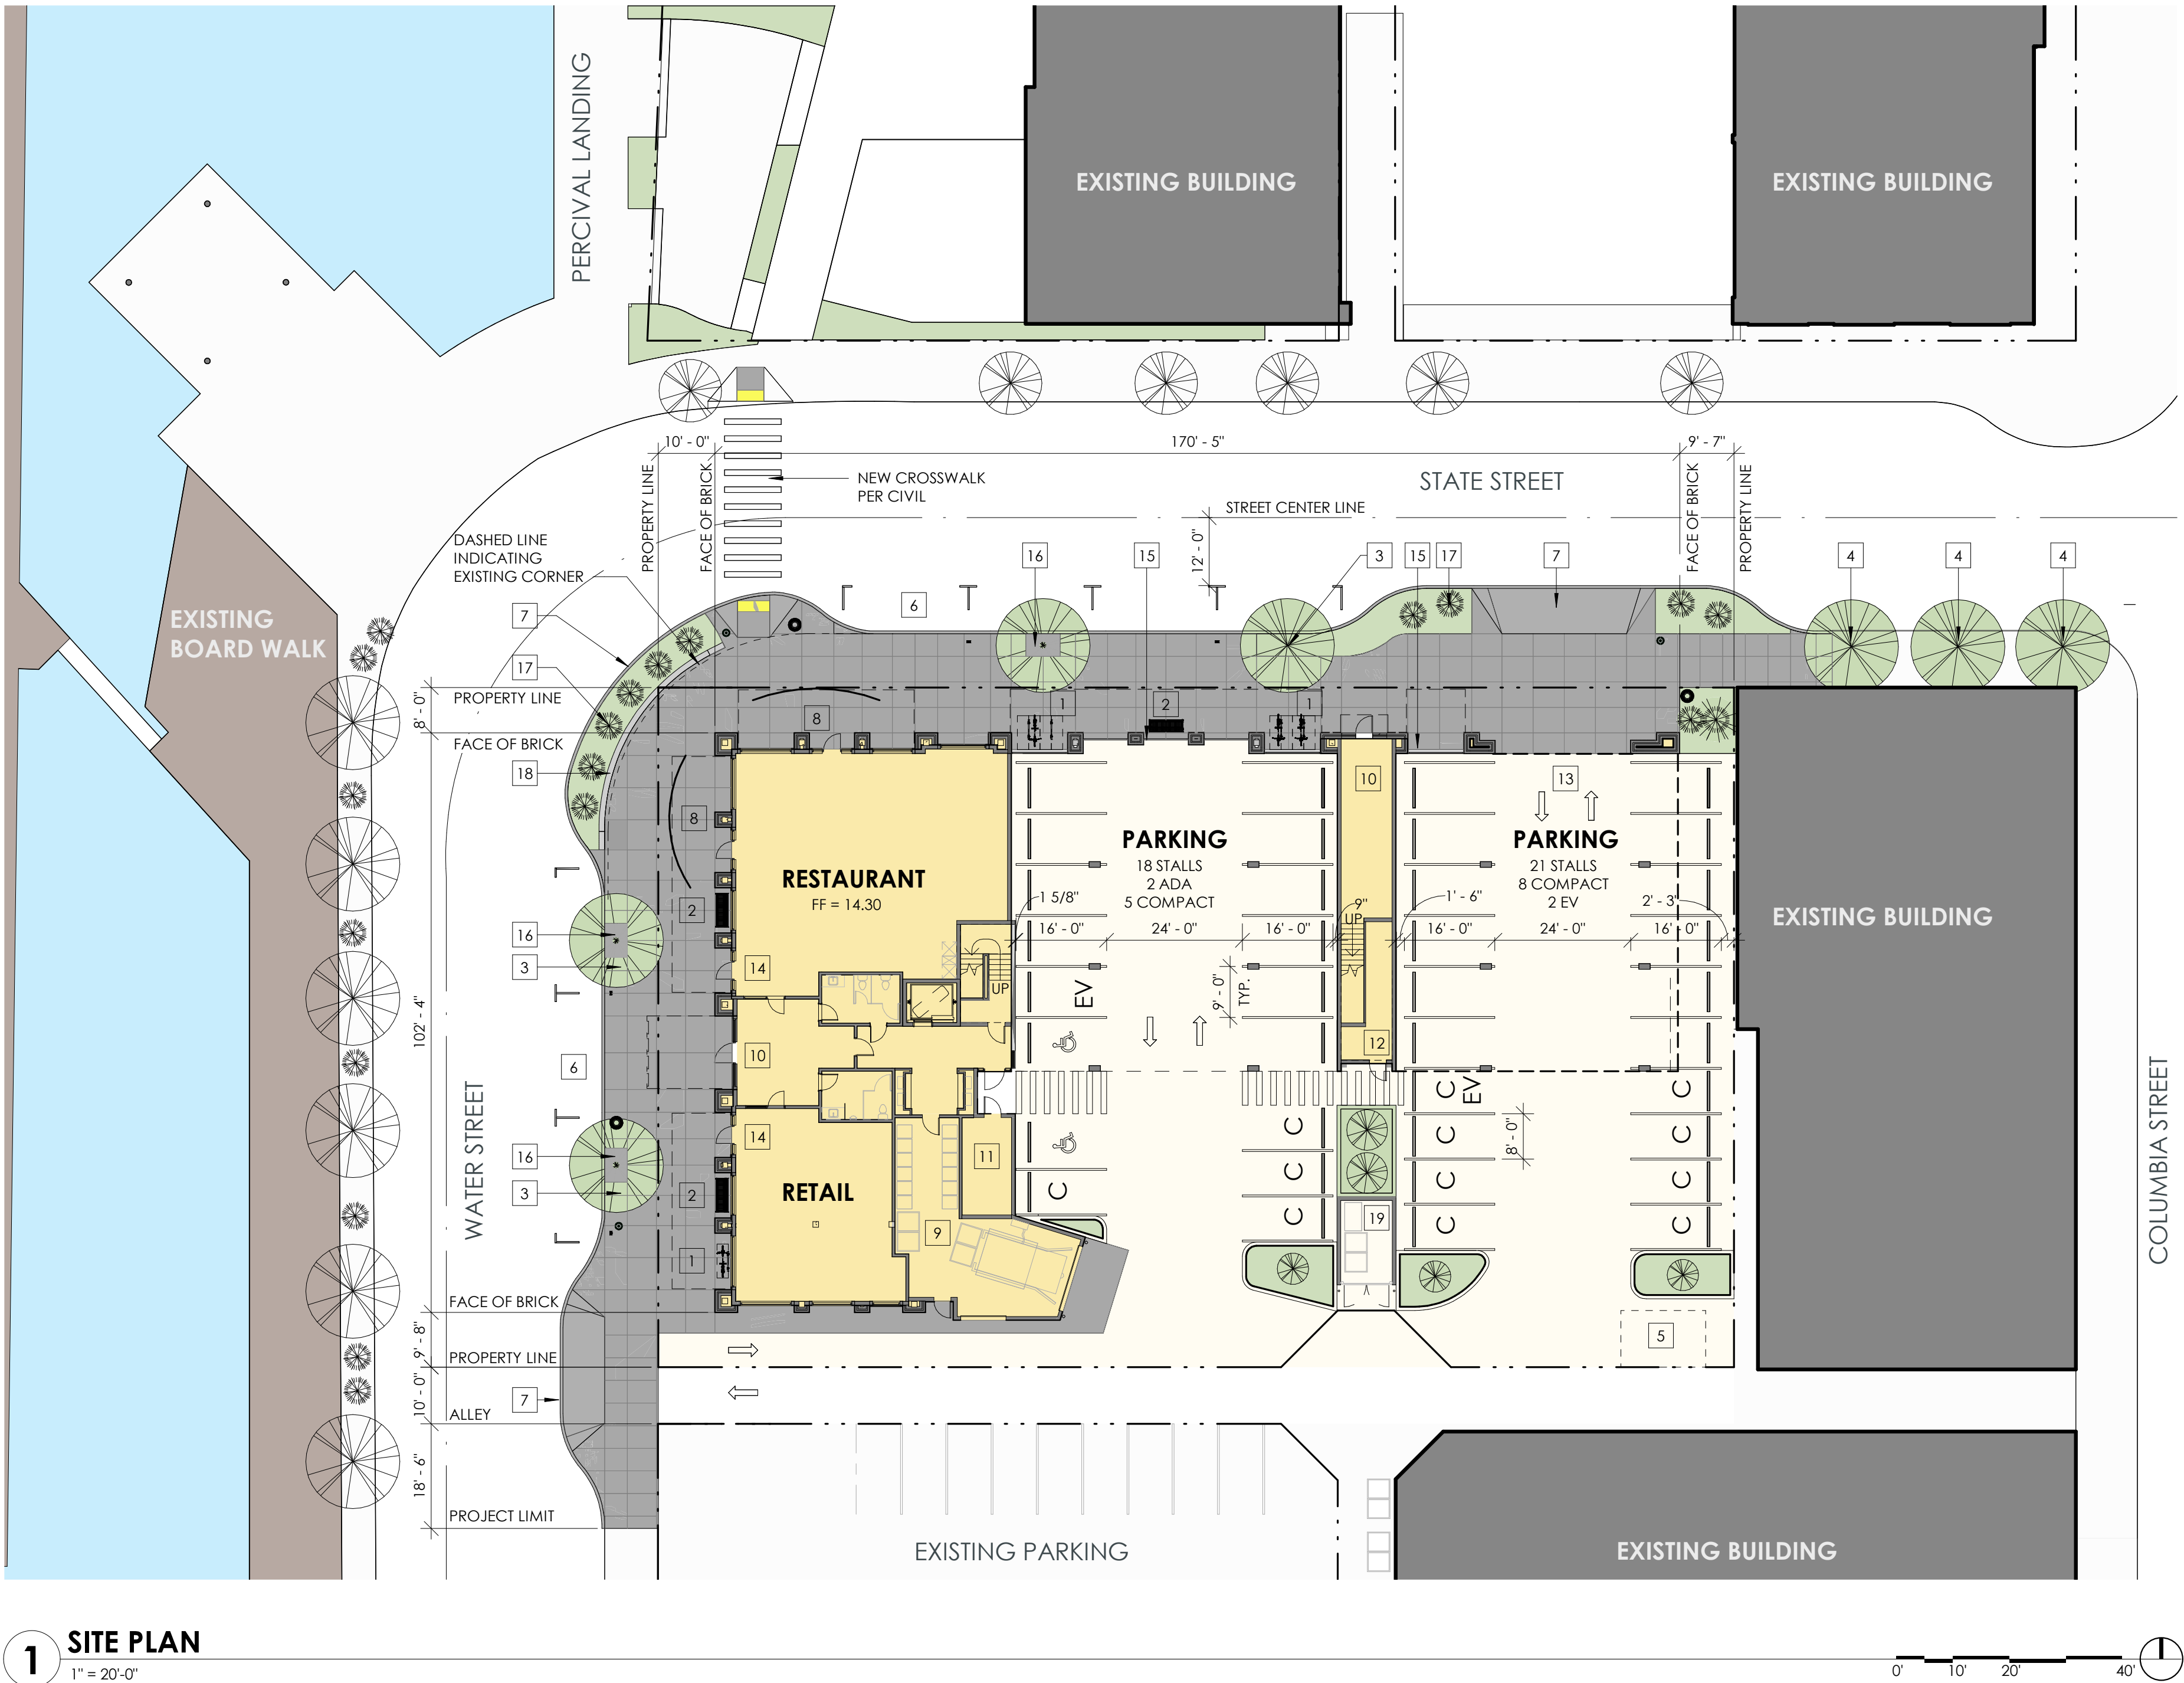 PERCIVAL LANDING
EXISTING BUILDING
EXISTING BUILDING
10' - 0"
170' - 5"
9' - 7"
PROPERTY LINE
FACE OF BRICK
NEW CROSSWALK
PER CIVIL
STATE STREET
FACE OF BRICK
PROPERTY LINE
STREET CENTER LINE
12' - 0"
DASHED LINE
INDICATING
EXISTING CORNER
16
15
3
15
17
7
4
4
4
7
6
EXISTING
BOARD WALK
17
PROPERTY LINE
8' - 0"
FACE OF BRICK
18
8
1
2
1
8
10
13
PARKING
18 STALLS
2 ADA
5 COMPACT
PARKING
21 STALLS
8 COMPACT
2 EV
RESTAURANT
FF = 14.30
2
1 5/8"
9"
UP
1' - 6"
2' - 3"
EXISTING BUILDING
16
3
16' - 0"
24' - 0"
16' - 0"
16' - 0"
24' - 0"
16' - 0"
14
UP
EV
9' - 0"
TYP.
102' - 4"
6
10
12
WATER STREET
14
EV
C
C
C
C
C
C
8' - 0"
16
3
2
RETAIL
11
C
C
C
C
C
C
19
9
1
COLUMBIA STREET
FACE OF BRICK
9' - 8"
PROPERTY LINE
5
10' - 0"
7
ALLEY
18' - 6"
PROJECT LIMIT
EXISTING PARKING
EXISTING BUILDING
1
SITE PLAN
1" = 20'-0"
0'
10'
20'
40'